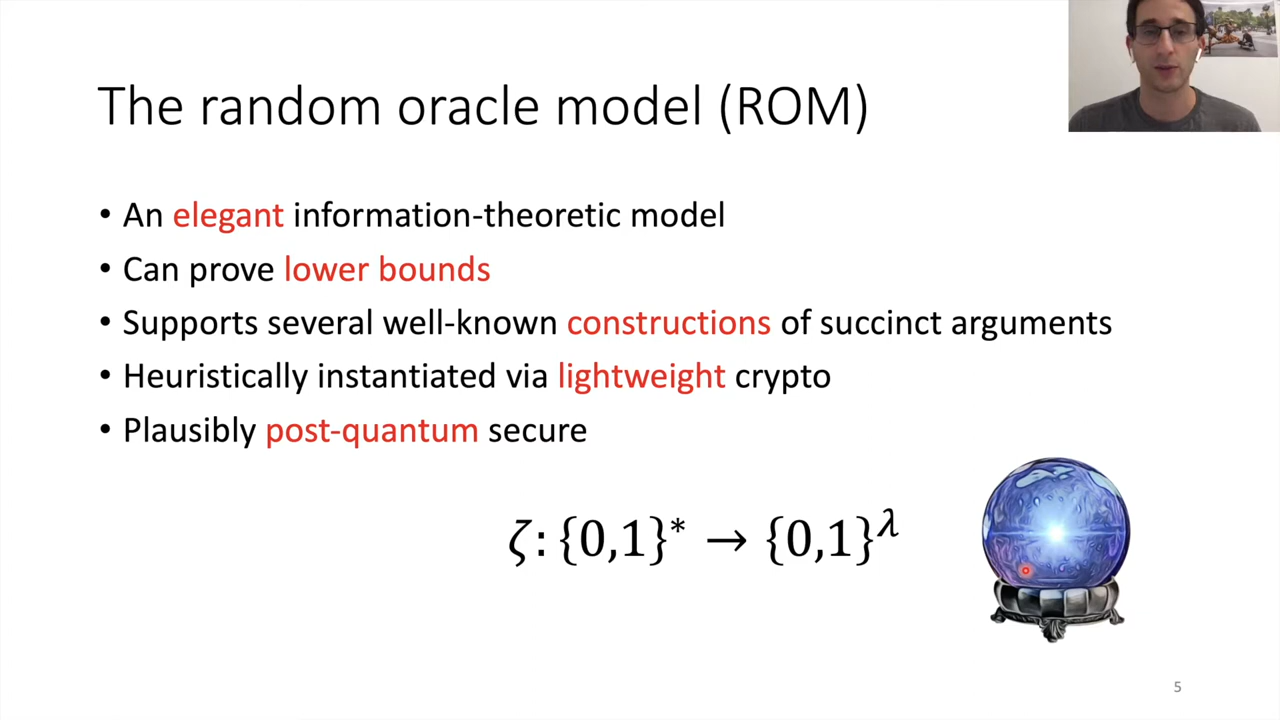 The random oracle model (ROM)
• An elegant information-theoretic model
• Can prove lower bounds
• Supports several well-known constructions of succinct arguments
• Heuristically instantiated via lightweight crypto
• Plausibly post-quantum secure
ζ: {0,1}* → {0,1}^λ
5